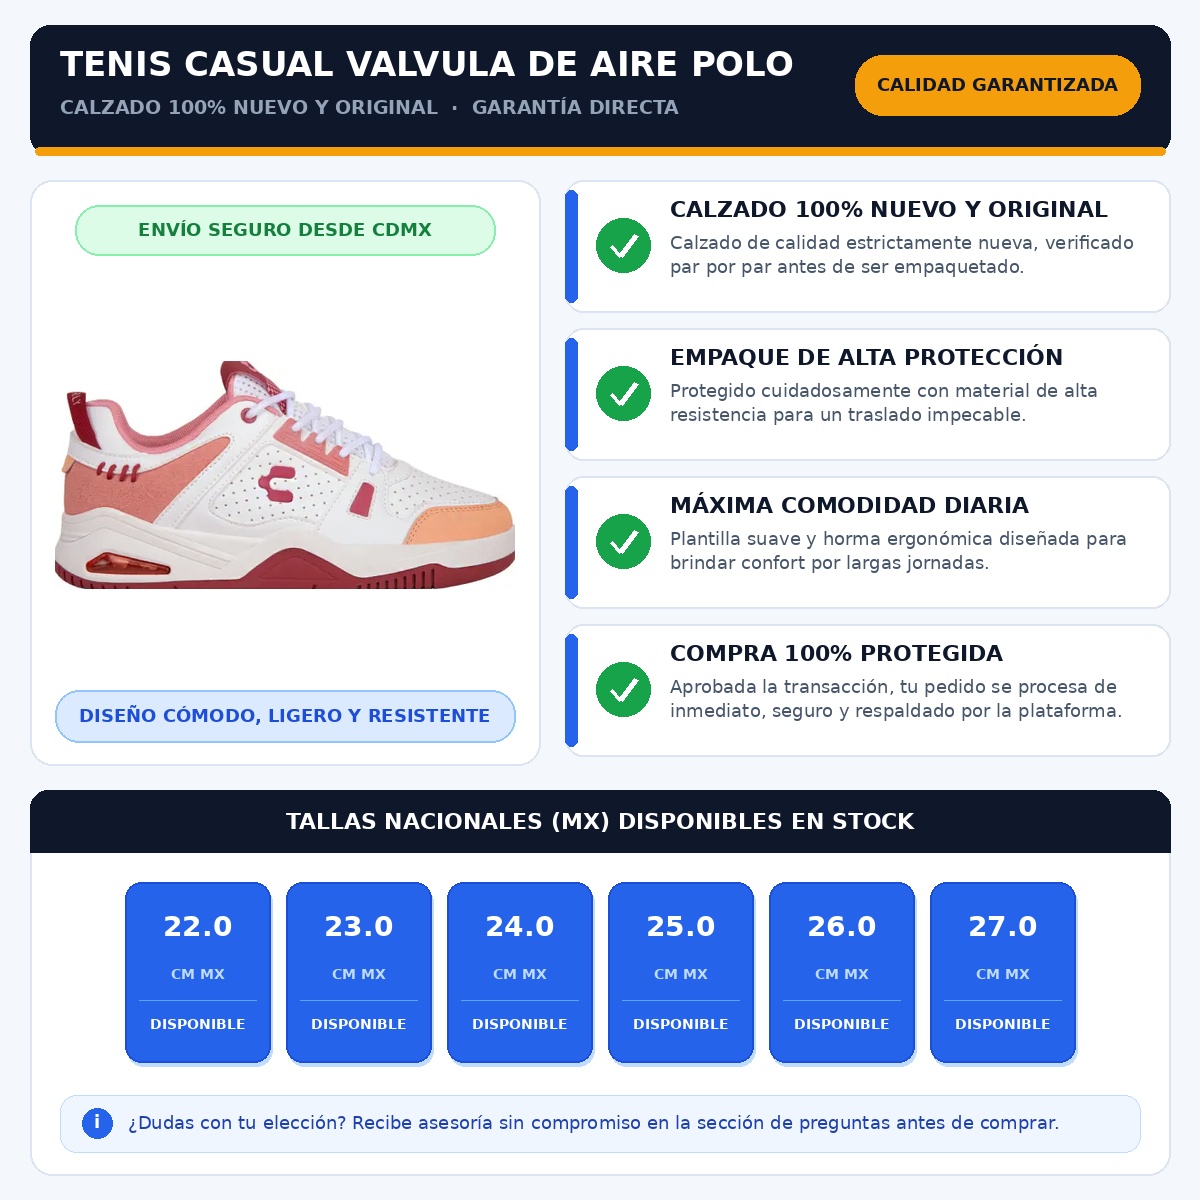 TENIS CASUAL VALVULA DE AIRE POLO
CALZADO 100% NUEVO Y ORIGINAL · GARANTÍA DIRECTA
CALIDAD GARANTIZADA
ENVÍO SEGURO DESDE CDMX
DISEÑO CÓMODO, LIGERO Y RESISTENTE
CALZADO 100% NUEVO Y ORIGINAL
Calzado de calidad estrictamente nueva, verificado
par por par antes de ser empaquetado.
EMPAQUE DE ALTA PROTECCIÓN
Protegido cuidadosamente con material de alta
resistencia para un traslado impecable.
MÁXIMA COMODIDAD DIARIA
Plantilla suave y horma ergonómica diseñada para
brindar confort por largas jornadas.
COMPRA 100% PROTEGIDA
Aprobada la transacción, tu pedido se procesa de
inmediato, seguro y respaldado por la plataforma.
TALLAS NACIONALES (MX) DISPONIBLES EN STOCK
22.0
CM MX
DISPONIBLE
23.0
CM MX
DISPONIBLE
24.0
CM MX
DISPONIBLE
25.0
CM MX
DISPONIBLE
26.0
CM MX
DISPONIBLE
27.0
CM MX
DISPONIBLE
i
¿Dudas con tu elección? Recibe asesoría sin compromiso en la sección de preguntas antes de comprar.